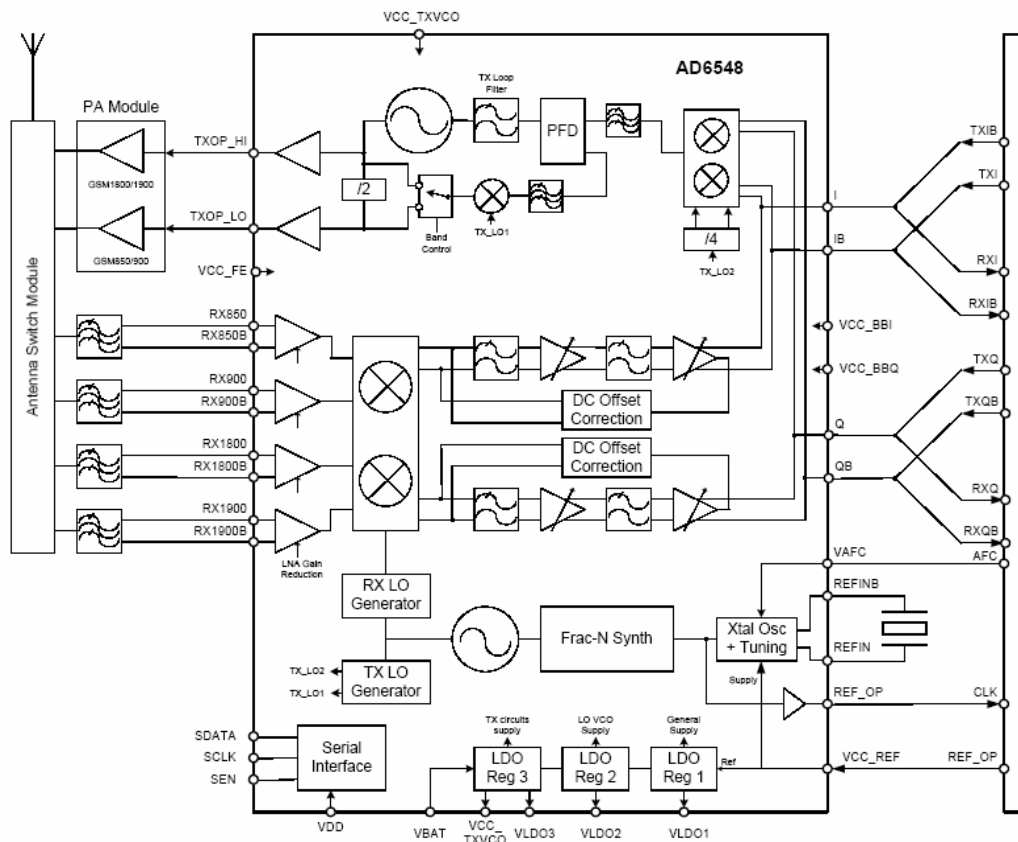 VCC_TXVCO
AD6548
PA Module
TX Loop
Filter
PFD
TXOP_HI
GSM1800/1900
/2
TXOP_LO
GSM850/900
Band
Control
TX_LO1
/4
TX_LO2
VCC_FE
TXIB
TXI
I
IB
RXI
RXIB
Antenna Switch Module
RX850
RX850B
RX900
RX900B
RX1800
RX1800B
RX1900
RX1900B
LNA Gain
Reduction
DC Offset
Correction
DC Offset
Correction
VCC_BBI
VCC_BBQ
TXQ
TXQB
Q
QB
RXQ
RXQB
VAFC
AFC
RX LO
Generator
TX LO
Generator
TX_LO2
TX_LO1
Frac-N Synth
Xtal Osc
+ Tuning
Supply
REFINB
REFIN
REF_OP
CLK
VCC_REF
REF_OP
SDATA
SCLK
SEN
Serial
Interface
VDD
TX circuits
supply
LDO
Reg 3
LO VCO
Supply
LDO
Reg 2
General
Supply
LDO
Reg 1
Ref
VBAT
VCC_
TXVCO
VLDO3
VLDO2
VLDO1